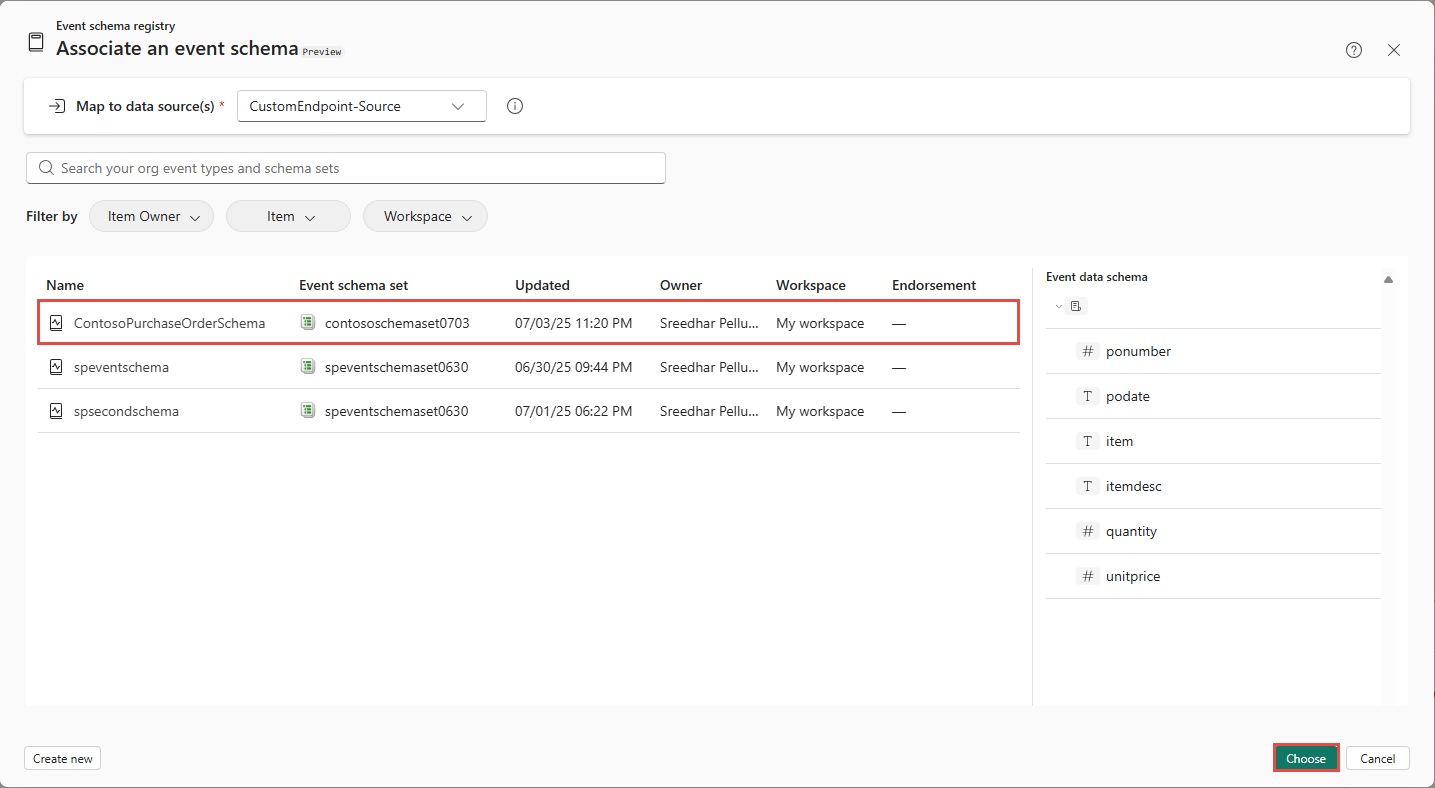 Event schema registry
Associate an event schema Preview
Map to data source(s) * CustomEndpoint-Source
Search your org event types and schema sets
Filter by Item Owner Item Workspace
Name Event schema set Updated Owner Workspace Endorsement
ContosoPurchaseOrderSchema contososchemaset0703 07/03/25 11:20 PM Sreedhar Pellu... My workspace —
speventschema speventschemaset0630 06/30/25 09:44 PM Sreedhar Pellu... My workspace —
spsecondschema speventschemaset0630 07/01/25 06:22 PM Sreedhar Pellu... My workspace —
Event data schema
# ponumber
T podate
T item
T itemdesc
# quantity
# unitprice
Create new Choose Cancel